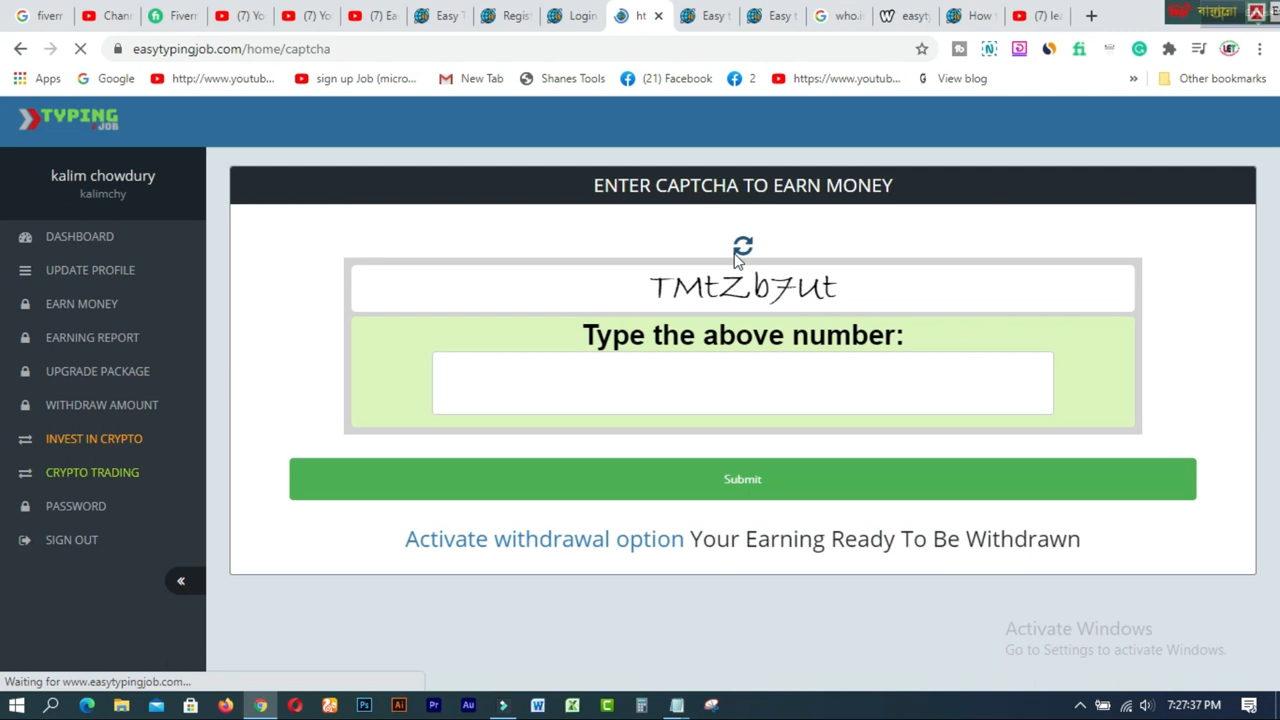 fiverr
Chann
Fiverr
(7) Yo
(7) Yo
(7) Ea
Easy T
Reg
Login
ht
Easy t
Easy
who.i
easy
How
(7) le
easytypingjob.com/home/captcha
Apps
Google
http://www.youtub...
sign up Job (micro...
New Tab
Shanes Tools
(21) Facebook
2
https://www.youtub...
View blog
»
Other bookmarks
TYPING
JOB
kalim chowdury
kalimchy
DASHBOARD
UPDATE PROFILE
EARN MONEY
EARNING REPORT
UPGRADE PACKAGE
WITHDRAW AMOUNT
INVEST IN CRYPTO
CRYPTO TRADING
PASSWORD
SIGN OUT
ENTER CAPTCHA TO EARN MONEY
TMtZb7Ut
Type the above number:
Submit
Activate withdrawal option Your Earning Ready To Be Withdrawn
Activate Windows
Go to Settings to activate Windows.
Waiting for www.easytypingjob.com...
7:27:37 PM